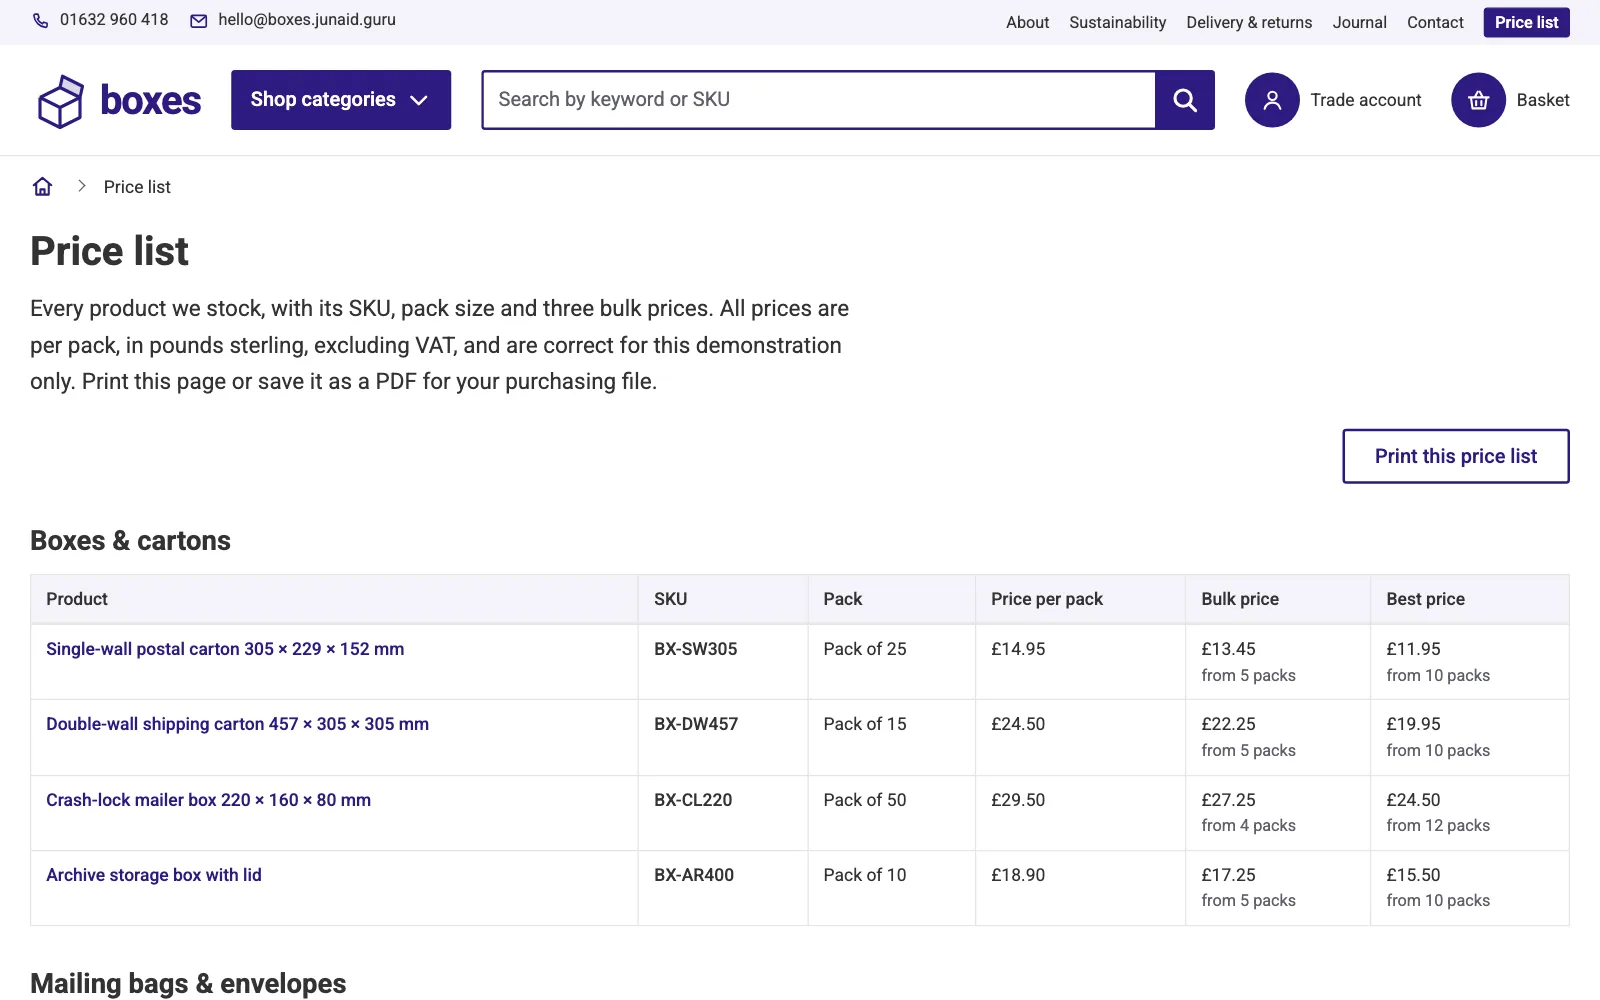 01632 960 418 hello@boxes.junaid.guru About Sustainability Delivery & returns Journal Contact Price list
boxes Shop categories Search by keyword or SKU Trade account Basket
Price list
Price list
Every product we stock, with its SKU, pack size and three bulk prices. All prices are
per pack, in pounds sterling, excluding VAT, and are correct for this demonstration
only. Print this page or save it as a PDF for your purchasing file.
Print this price list
Boxes & cartons
Product SKU Pack Price per pack Bulk price Best price
Single-wall postal carton 305 × 229 × 152 mm BX-SW305 Pack of 25 £14.95 £13.45 £11.95
from 5 packs from 10 packs
Double-wall shipping carton 457 × 305 × 305 mm BX-DW457 Pack of 15 £24.50 £22.25 £19.95
from 5 packs from 10 packs
Crash-lock mailer box 220 × 160 × 80 mm BX-CL220 Pack of 50 £29.50 £27.25 £24.50
from 4 packs from 12 packs
Archive storage box with lid BX-AR400 Pack of 10 £18.90 £17.25 £15.50
from 5 packs from 10 packs
Mailing bags & envelopes